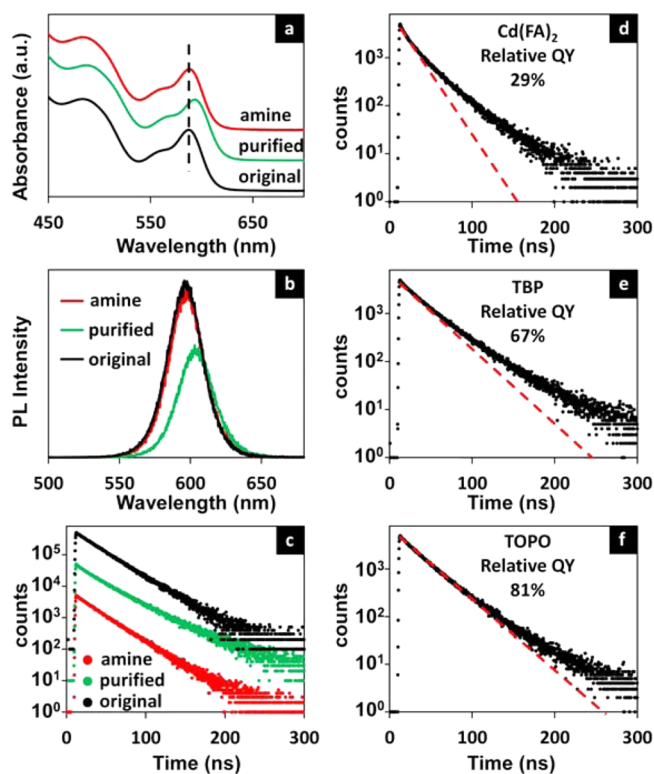 a
Absorbance (a.u.)
amine
purified
original
450
550
650
Wavelength (nm)
b
PL Intensity
amine
purified
original
500
550
600
650
Wavelength (nm)
c
counts
10^5
10^4
10^3
10^2
10^1
10^0
amine
purified
original
0
100
200
300
Time (ns)
d
Cd(FA)₂
Relative QY
29%
counts
10^3
10^2
10^1
10^0
0
100
200
300
Time (ns)
e
TBP
Relative QY
67%
counts
10^3
10^2
10^1
10^0
0
100
200
300
Time (ns)
f
TOPO
Relative QY
81%
counts
10^3
10^2
10^1
10^0
0
100
200
300
Time (ns)